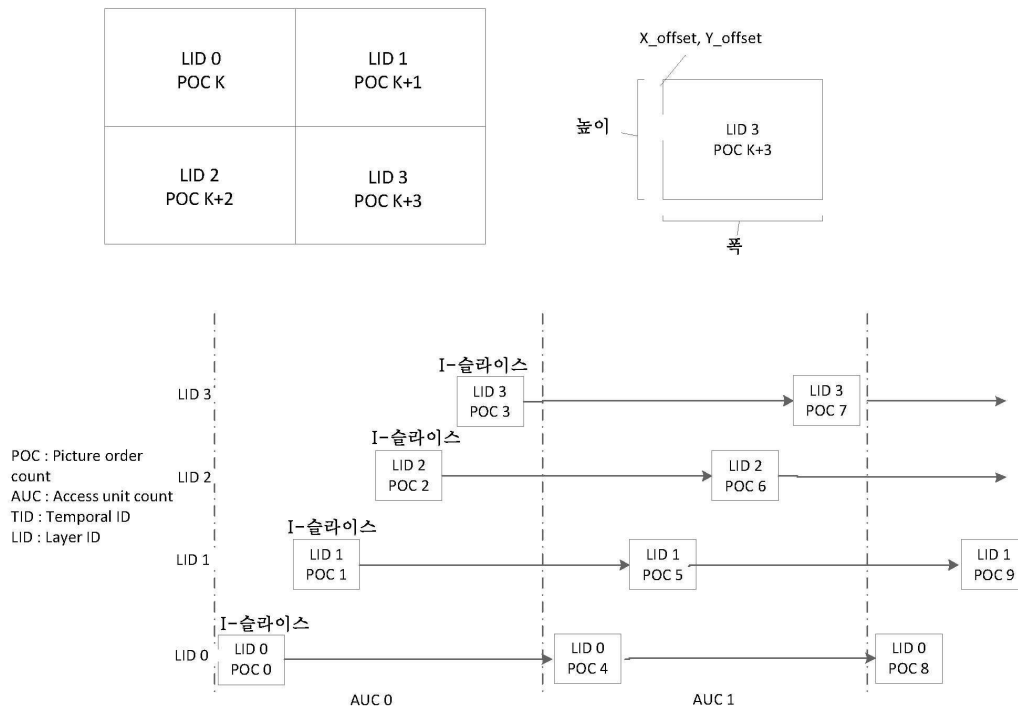 LID 0
POC K
LID 1
POC K+1
LID 2
POC K+2
LID 3
POC K+3
X_offset, Y_offset
높이
LID 3
POC K+3
폭
I-슬라이스
LID 3
LID 3
POC 3
LID 3
POC 7
I-슬라이스
POC : Picture order
count
AUC : Access unit count
TID : Temporal ID
LID : Layer ID
LID 2
LID 2
POC 2
LID 2
POC 6
I-슬라이스
LID 1
LID 1
POC 1
LID 1
POC 5
LID 1
POC 9
I-슬라이스
LID 0
LID 0
POC 0
LID 0
POC 4
LID 0
POC 8
AUC 0
AUC 1